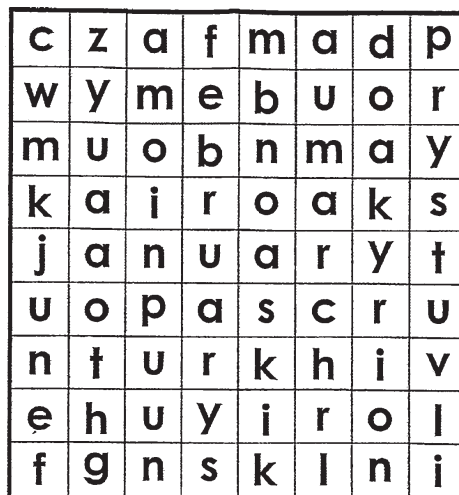 c z a f m a d p
w y m e b u o r
m u o b n m a y
k a i r o a k s
j a n u a r y t
u o p a s c r u
n t u r k h i v
e h u y i r o l
f g n s k l n i